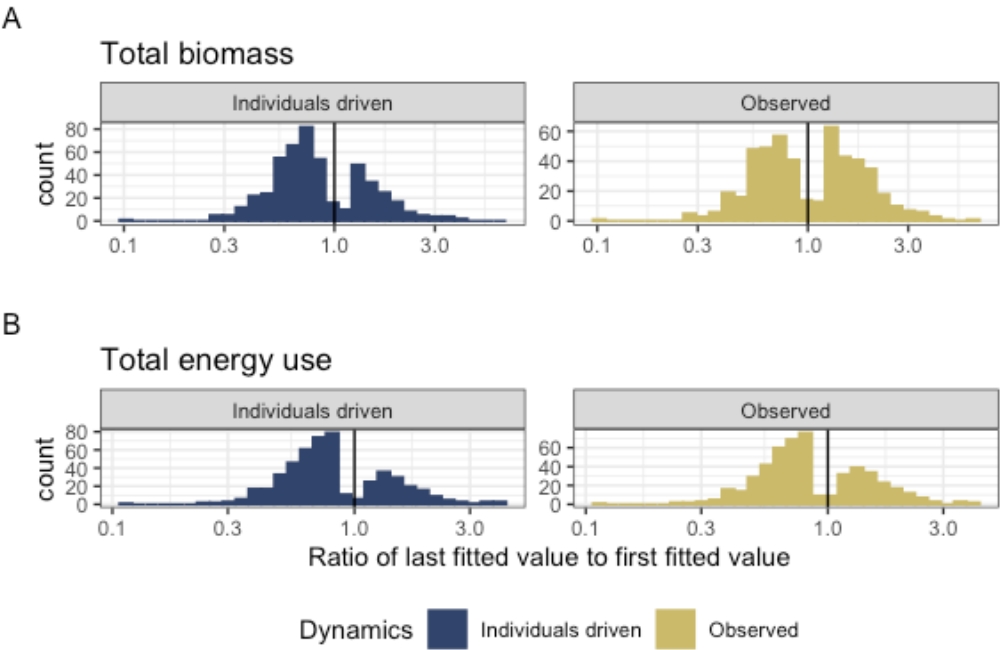 A
Total biomass
Individuals driven
Observed
count
80
60
40
20
0
0.1 0.3 1.0 3.0
60
40
20
0
0.1 0.3 1.0 3.0
B
Total energy use
Individuals driven
Observed
count
80
60
40
20
0
0.1 0.3 1.0 3.0
60
40
20
0
0.1 0.3 1.0 3.0
Ratio of last fitted value to first fitted value
Dynamics Individuals driven Observed